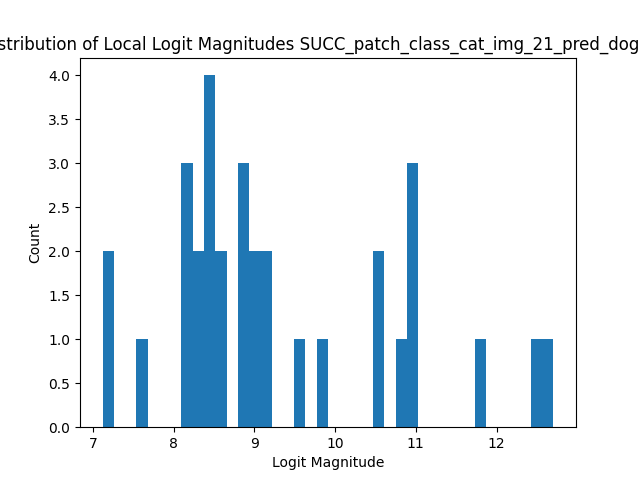 stribution of Local Logit Magnitudes SUCC_patch_class_cat_img_21_pred_dog
4.0
3.5
3.0
2.5
2.0
1.5
1.0
0.5
0.0
Count
7 8 9 10 11 12
Logit Magnitude